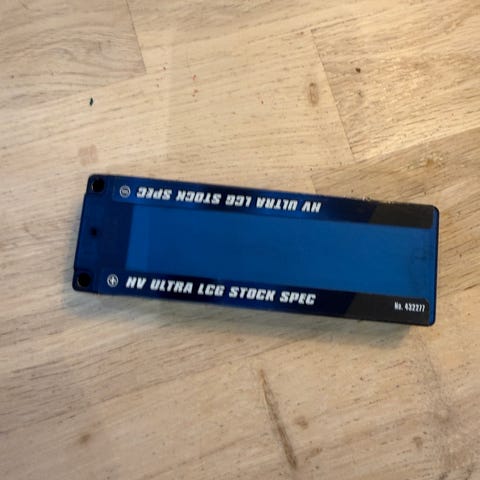 HV ULTRA LCG STOCK SPEC
HV ULTRA LCG STOCK SPEC
No. 432277